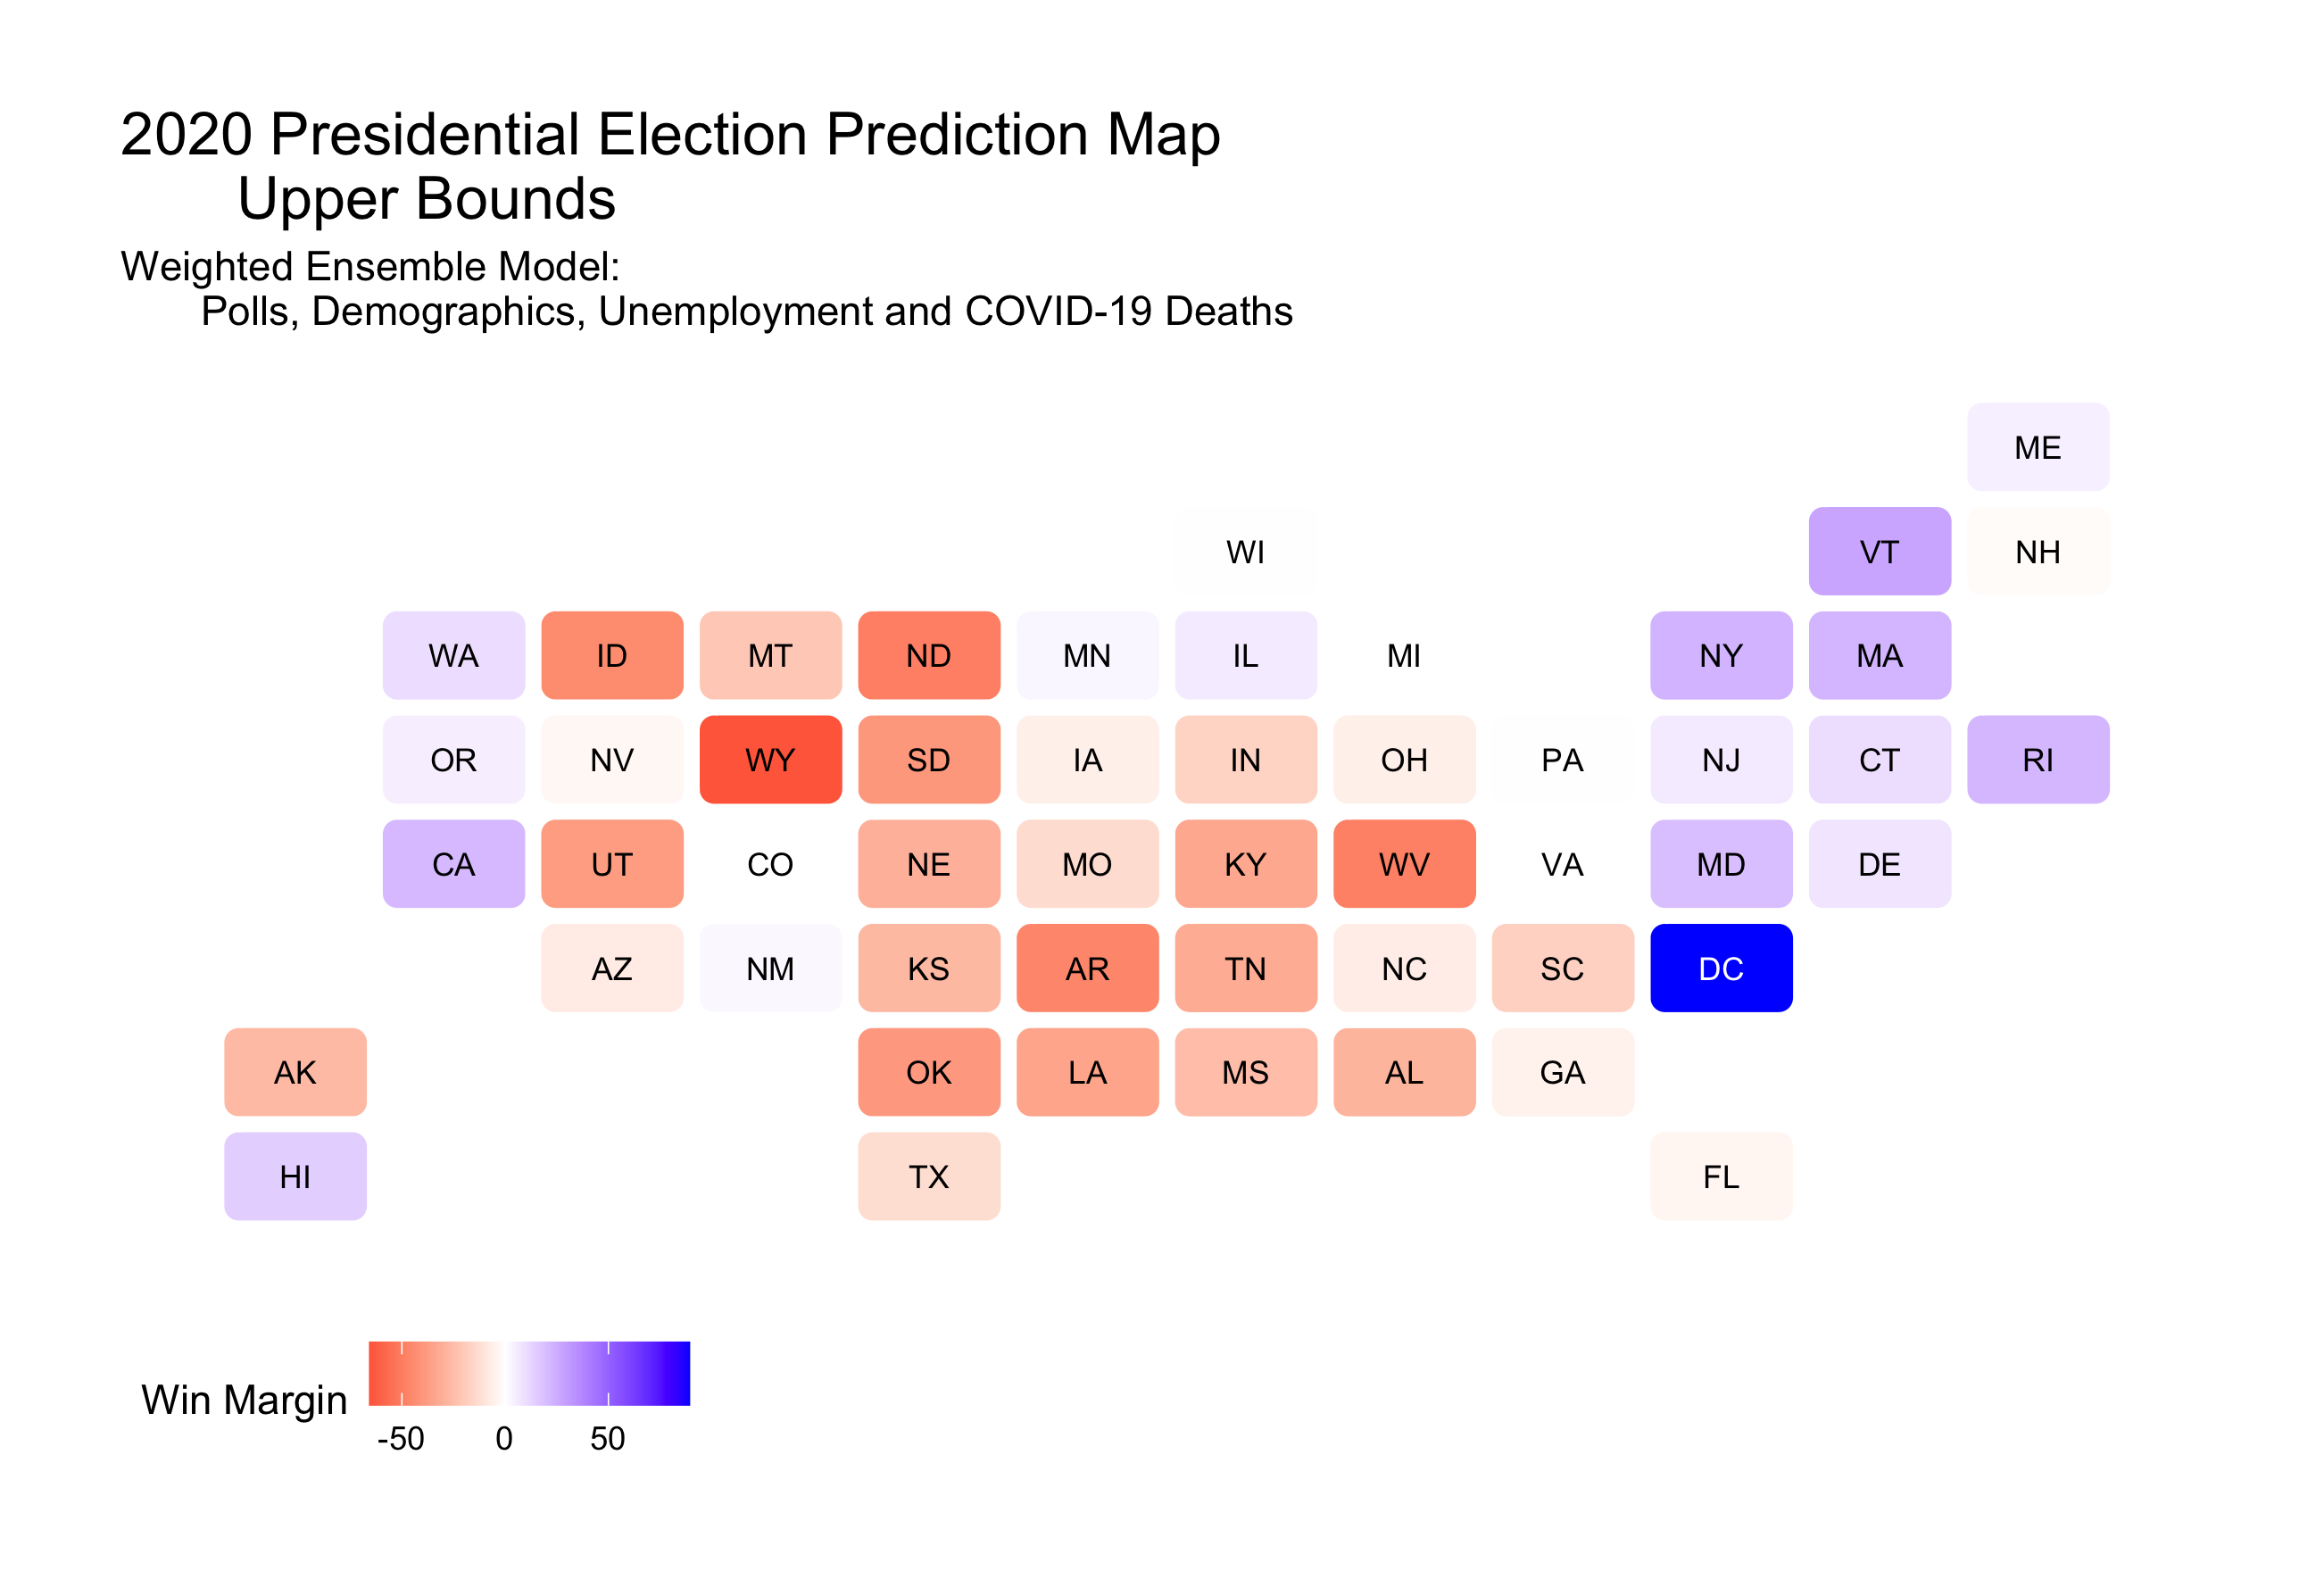 2020 Presidential Election Prediction Map
Upper Bounds
Weighted Ensemble Model:
Polls, Demographics, Unemployment and COVID-19 Deaths
ME
WI VT NH
WA ID MT ND MN IL MI NY MA
OR NV WY SD IA IN OH PA NJ CT RI
CA UT CO NE MO KY WV VA MD DE
AZ NM KS AR TN NC SC DC
AK OK LA MS AL GA
HI TX FL
Win Margin
-50 0 50